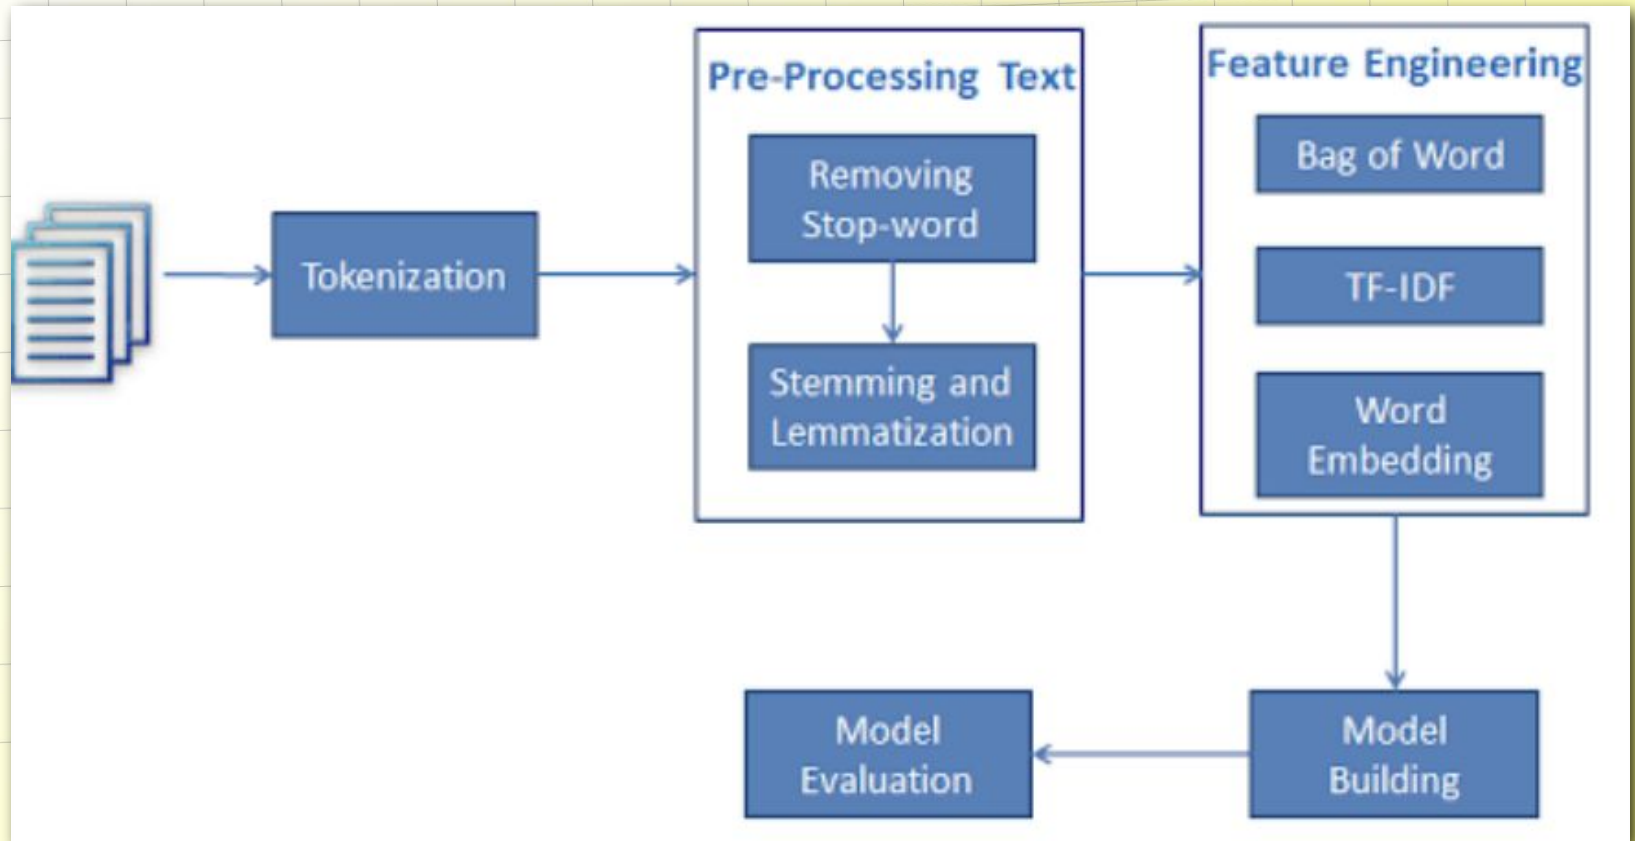 Tokenization
Pre-Processing Text
Removing
Stop-word
Stemming and
Lemmatization
Feature Engineering
Bag of Word
TF-IDF
Word
Embedding
Model
Building
Model
Evaluation